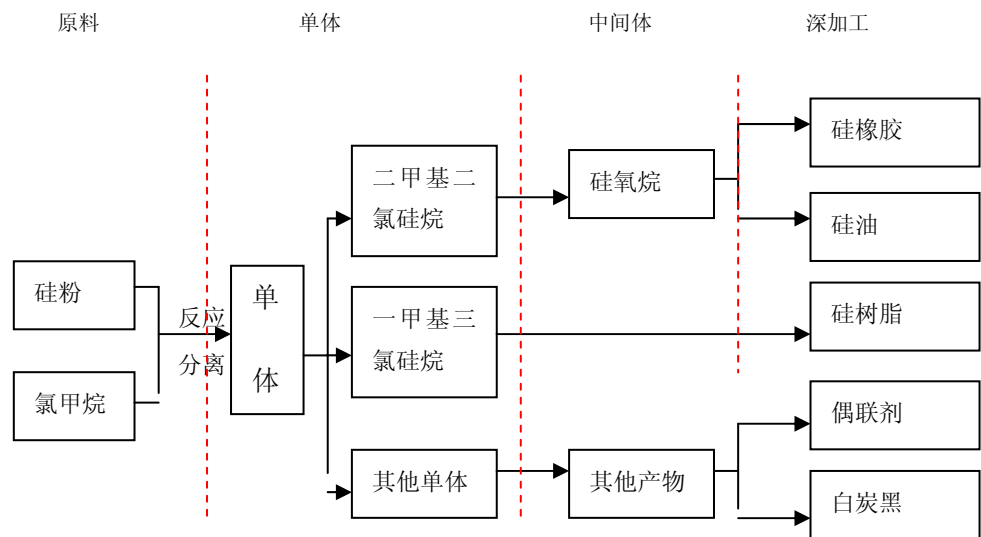 原料
单体
中间体
深加工
硅粉
氯甲烷
反应
分离
单
体
二甲基二
氯硅烷
一甲基三
氯硅烷
其他单体
硅氧烷
其他产物
硅橡胶
硅油
硅树脂
偶联剂
白炭黑